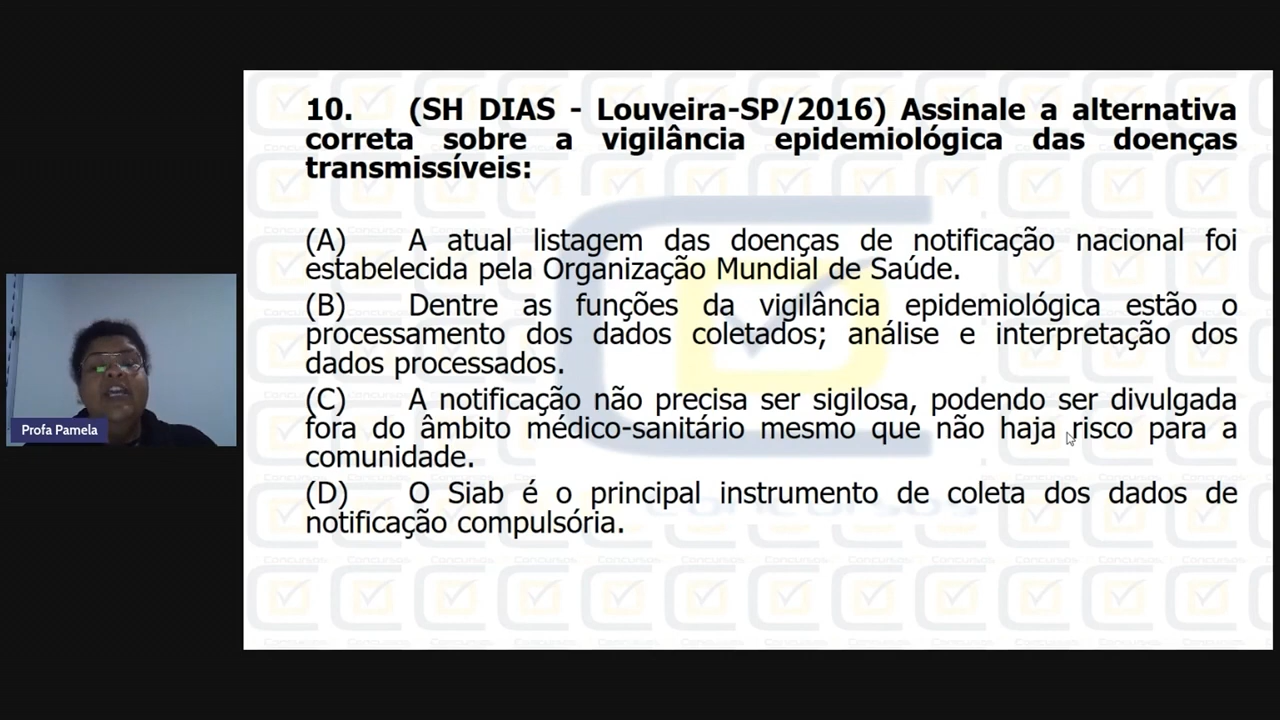 10. (SH DIAS - Louveira-SP/2016) Assinale a alternativa
correta sobre a vigilância epidemiológica das doenças
transmissíveis:
(A) A atual listagem das doenças de notificação nacional foi
estabecida pela Organização Mundial de Saúde.
(B) Dentre as funções da vigilância epidemiológica estão o
processamento dos dados coletados; análise e interpretação dos
dados processados.
(C) A notificação não precisa ser sigilosa, podendo ser divulgada
fora do âmbito médico-sanitário mesmo que não haja risco para a
comunidade.
(D) O Siab é o principal instrumento de coleta dos dados de
notificação compulsória.
Profa Pamela